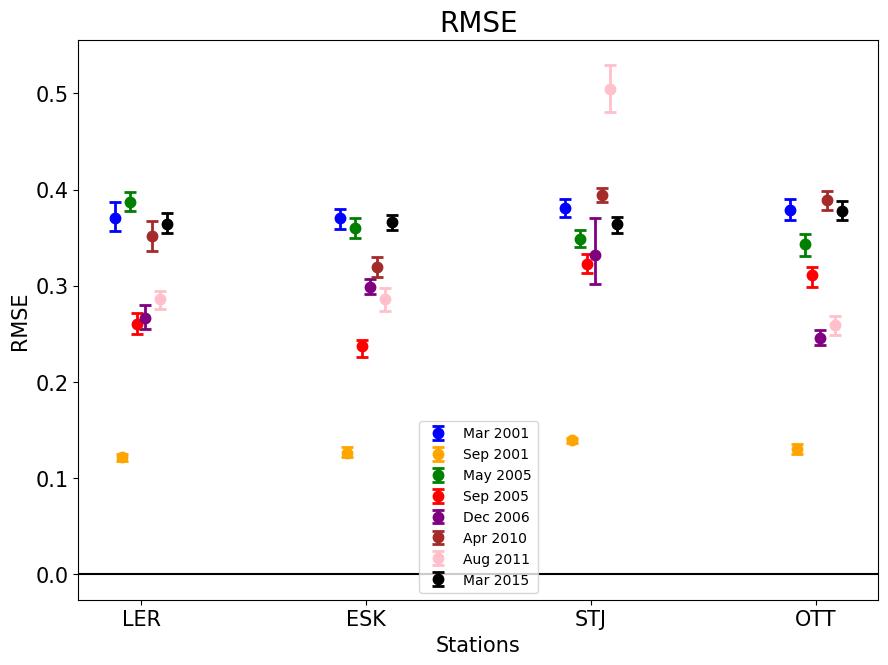 RMSE
0.5
0.4
0.3
0.2
0.1
0.0
RMSE
Mar 2001
Sep 2001
May 2005
Sep 2005
Dec 2006
Apr 2010
Aug 2011
Mar 2015
LER ESK STJ OTT
Stations